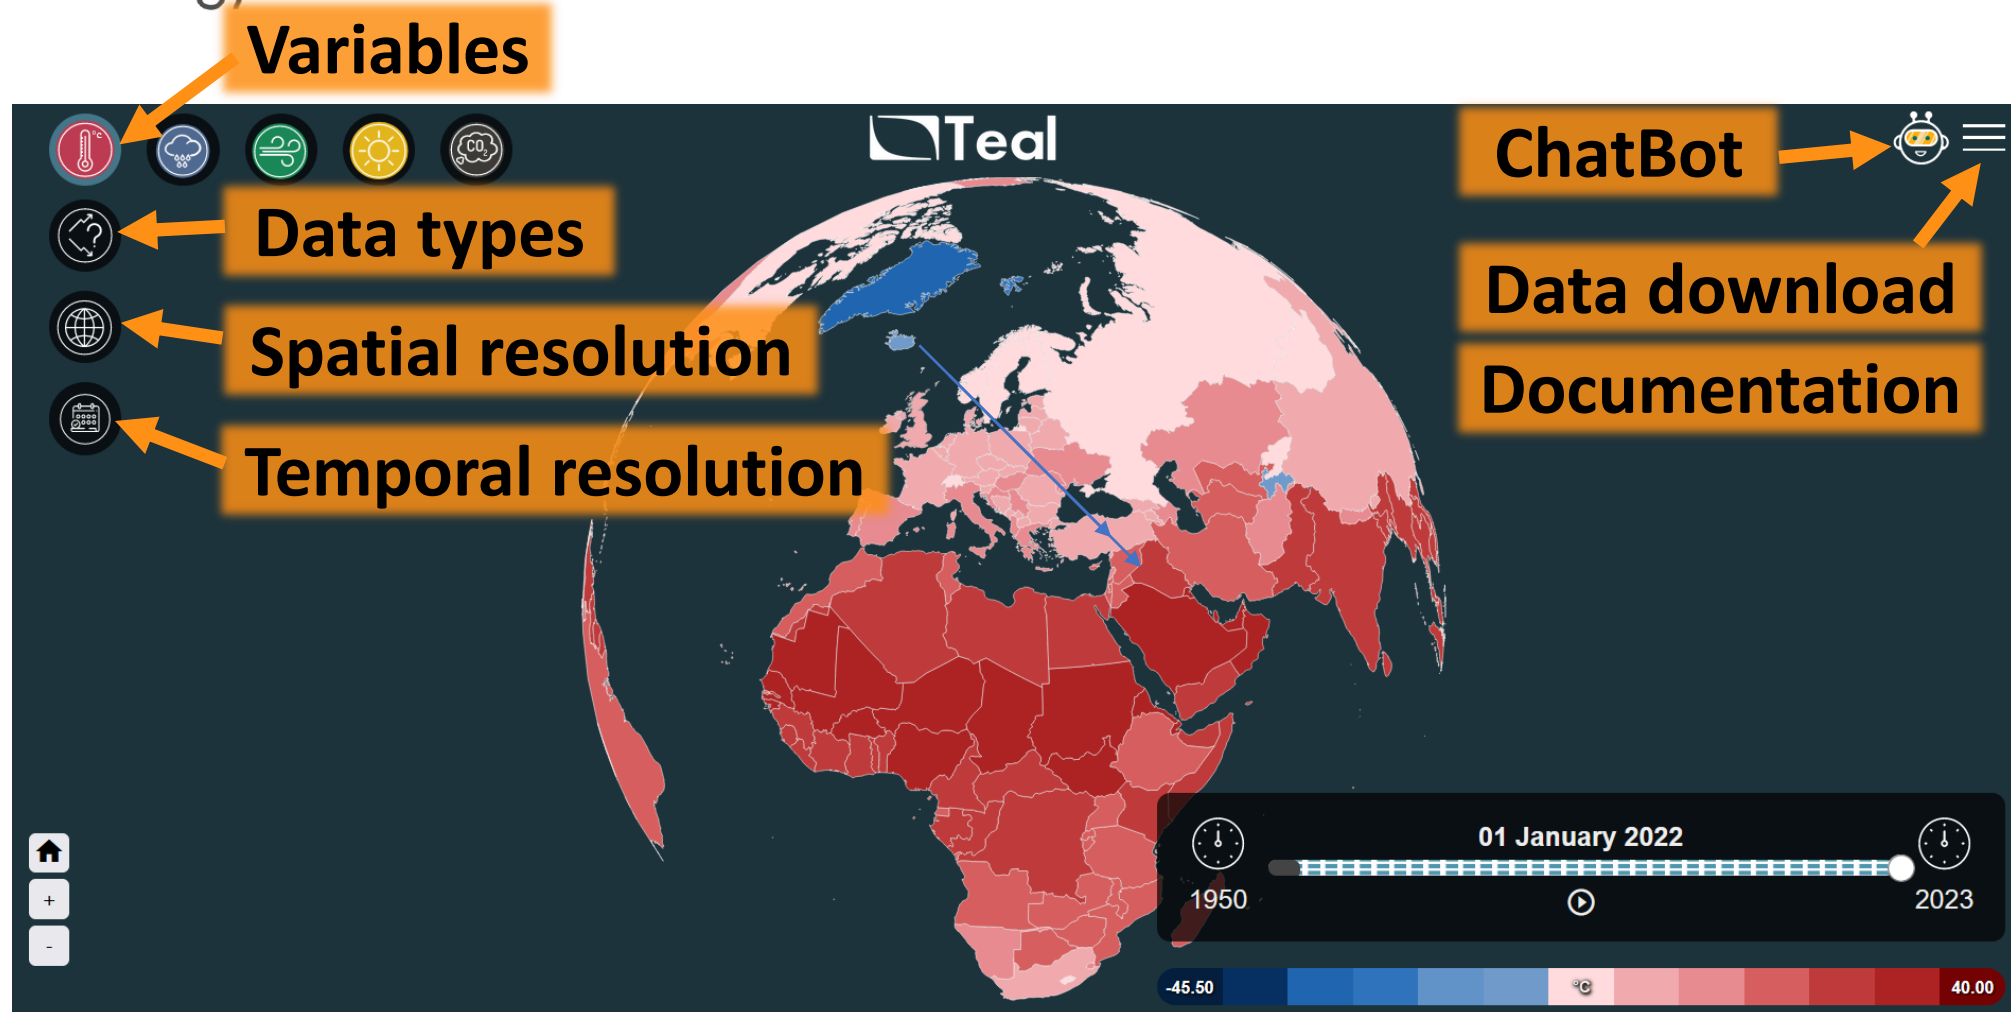 Variables
°C
CO2
Teal
ChatBot
Data types
Data download
Spatial resolution
Documentation
Temporal resolution
01 January 2022
1950
2023
+
-
-45.50
°C
40.00